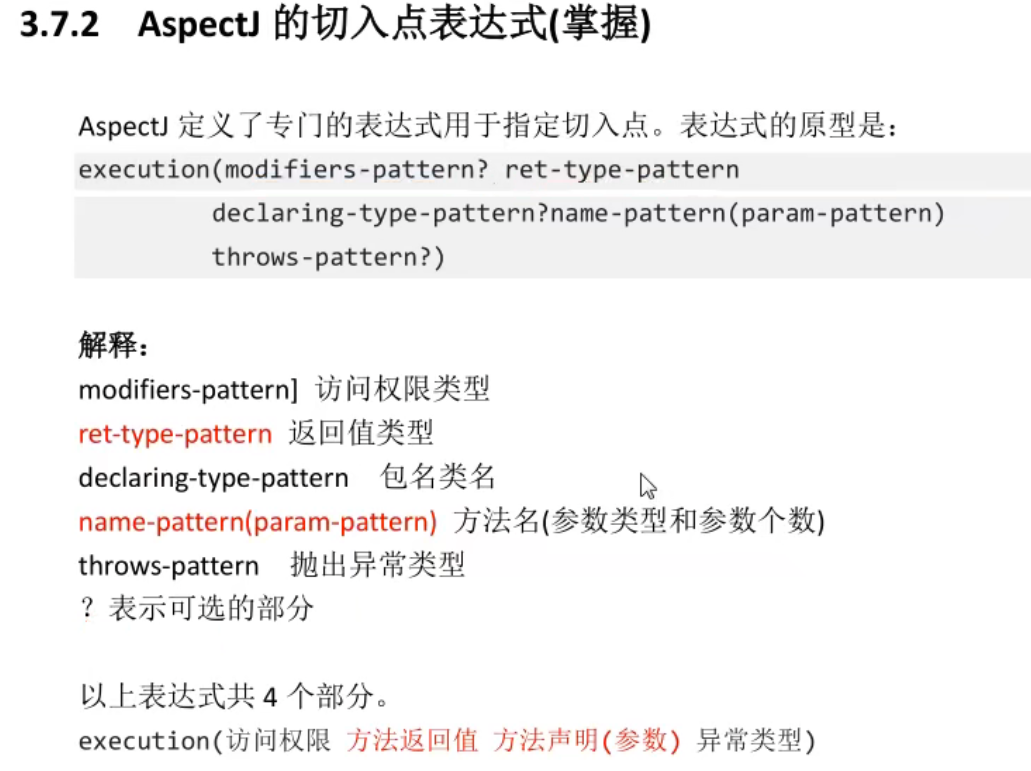 3.7.2 AspectJ 的切入点表达式(掌握)
AspectJ 定义了专门的表达式用于指定切入点。表达式的原型是：
execution(modifiers-pattern? ret-type-pattern
declaring-type-pattern?name-pattern(param-pattern)
throws-pattern?)
解释：
modifiers-pattern] 访问权限类型
ret-type-pattern 返回值类型
declaring-type-pattern 包名类名
name-pattern(param-pattern) 方法名(参数类型和参数个数)
throws-pattern 抛出异常类型
？表示可选的部分
以上表达式共 4 个部分。
execution(访问权限 方法返回值 方法声明(参数) 异常类型)